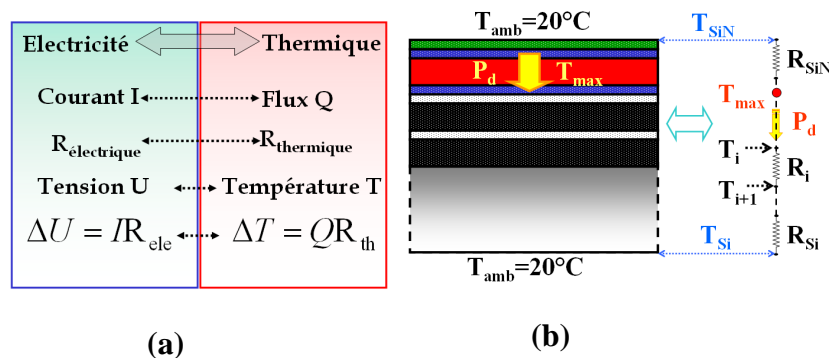 Electricité Thermique
Courant I Flux Q
Rélectrique Rthermique
Tension U Température T
ΔU = IRele ΔT = QRth
(a)
Tamb=20°C
Pd Tmax
Tamb=20°C
TSiN
RSiN
Tmax
Pd
Ti
Ri
Ti+1
RSi
TSi
(b)